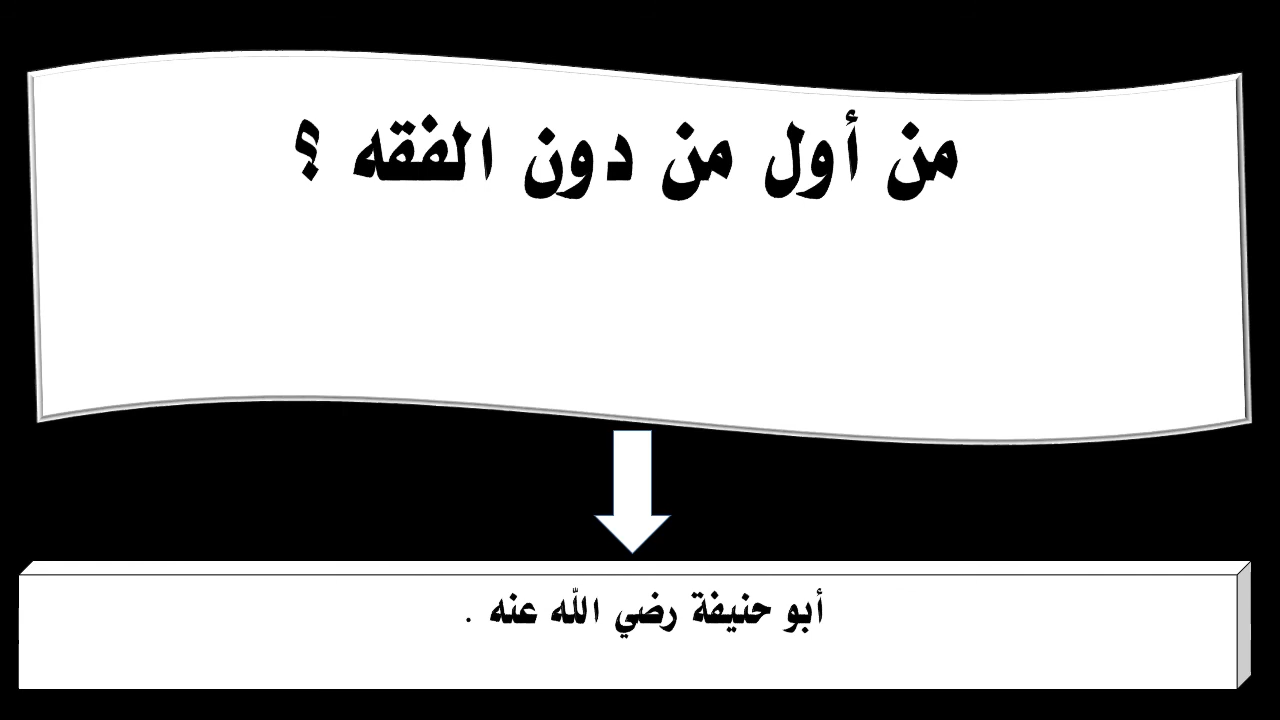 من أول من دون الفقه ؟
أبو حنيفة رضي الله عنه .